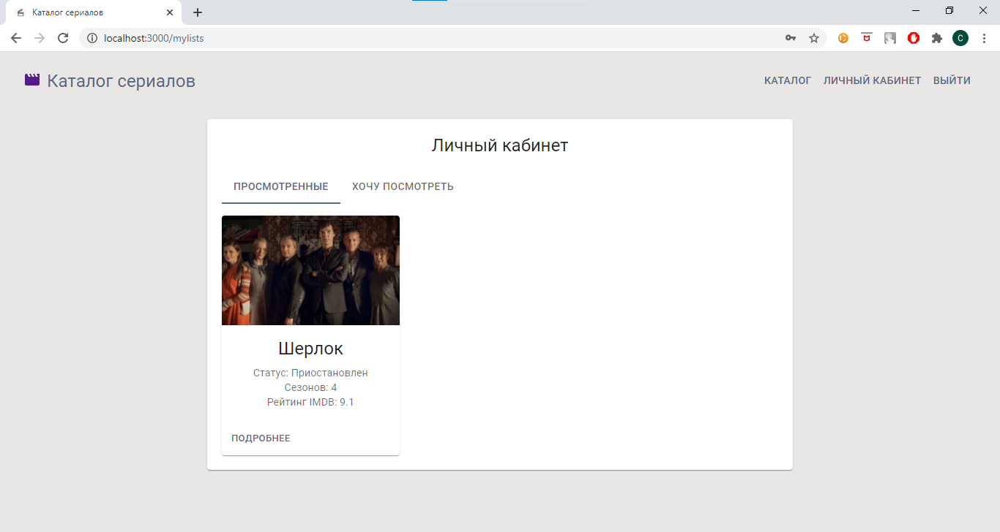 Каталог сериалов
localhost:3000/mylists
C
Каталог сериалов
КАТАЛОГ ЛИЧНЫЙ КАБИНЕТ ВЫЙТИ
Личный кабинет
ПРОСМОТРЕННЫЕ ХОЧУ ПОСМОТРЕТЬ
Шерлок
Статус: Приостановлен
Сезонов: 4
Рейтинг IMDB: 9.1
ПОДРОБНЕЕ